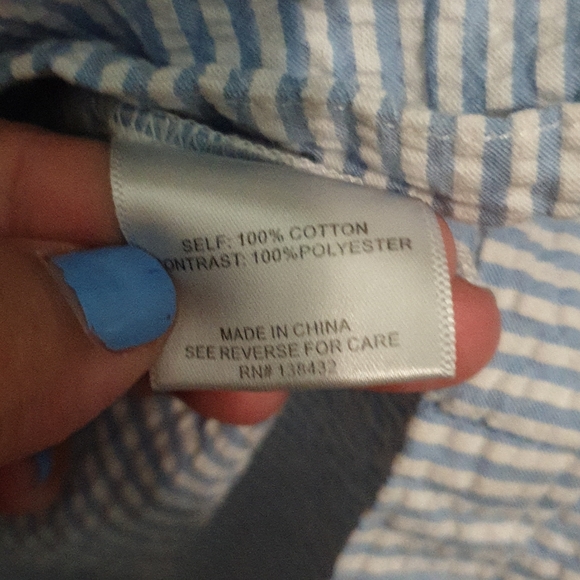 SELF: 100% COTTON
ONTRAST: 100%POLYESTER
MADE IN CHINA
SEE REVERSE FOR CARE
RN# 138432